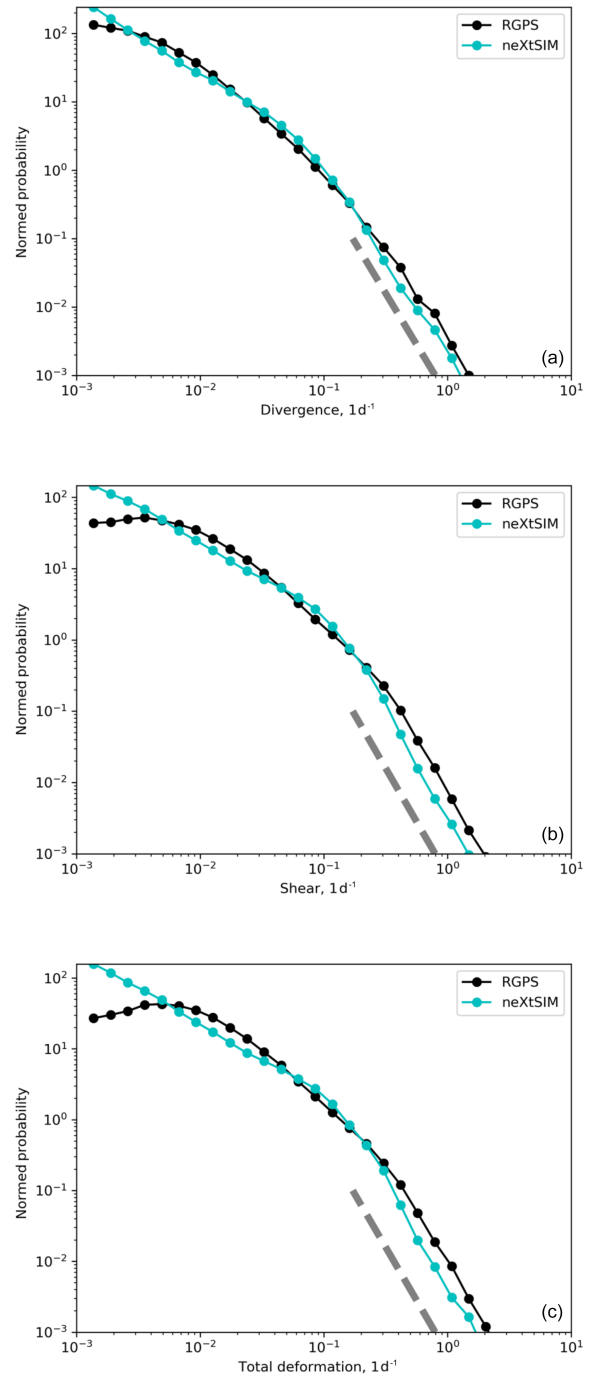 10²
10¹
10⁰
10⁻¹
10⁻²
10⁻³
Normed probability
RGPS
neXtSIM
(a)
10⁻³ 10⁻² 10⁻¹ 10⁰ 10¹
Divergence, 1d⁻¹
10²
10¹
10⁰
10⁻¹
10⁻²
10⁻³
Normed probability
RGPS
neXtSIM
(b)
10⁻³ 10⁻² 10⁻¹ 10⁰ 10¹
Shear, 1d⁻¹
10²
10¹
10⁰
10⁻¹
10⁻²
10⁻³
Normed probability
RGPS
neXtSIM
(c)
10⁻³ 10⁻² 10⁻¹ 10⁰ 10¹
Total deformation, 1d⁻¹